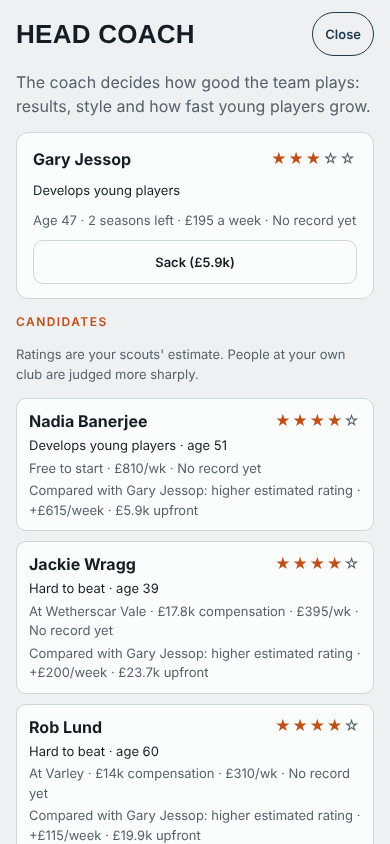 HEAD COACH
Close
The coach decides how good the team plays:
results, style and how fast young players grow.
Gary Jessop ★★★☆☆
Develops young players
Age 47 · 2 seasons left · £195 a week · No record yet
Sack (£5.9k)
CANDIDATES
Ratings are your scouts' estimate. People at your own
club are judged more sharply.
Nadia Banerjee ★★★★☆
Develops young players · age 51
Free to start · £810/wk · No record yet
Compared with Gary Jessop: higher estimated rating ·
+£615/week · £5.9k upfront
Jackie Wragg ★★★★☆
Hard to beat · age 39
At Wetherscar Vale · £17.8k compensation · £395/wk ·
No record yet
Compared with Gary Jessop: higher estimated rating ·
+£200/week · £23.7k upfront
Rob Lund ★★★★☆
Hard to beat · age 60
At Varley · £14k compensation · £310/wk · No record
yet
Compared with Gary Jessop: higher estimated rating ·
+£115/week · £19.9k upfront